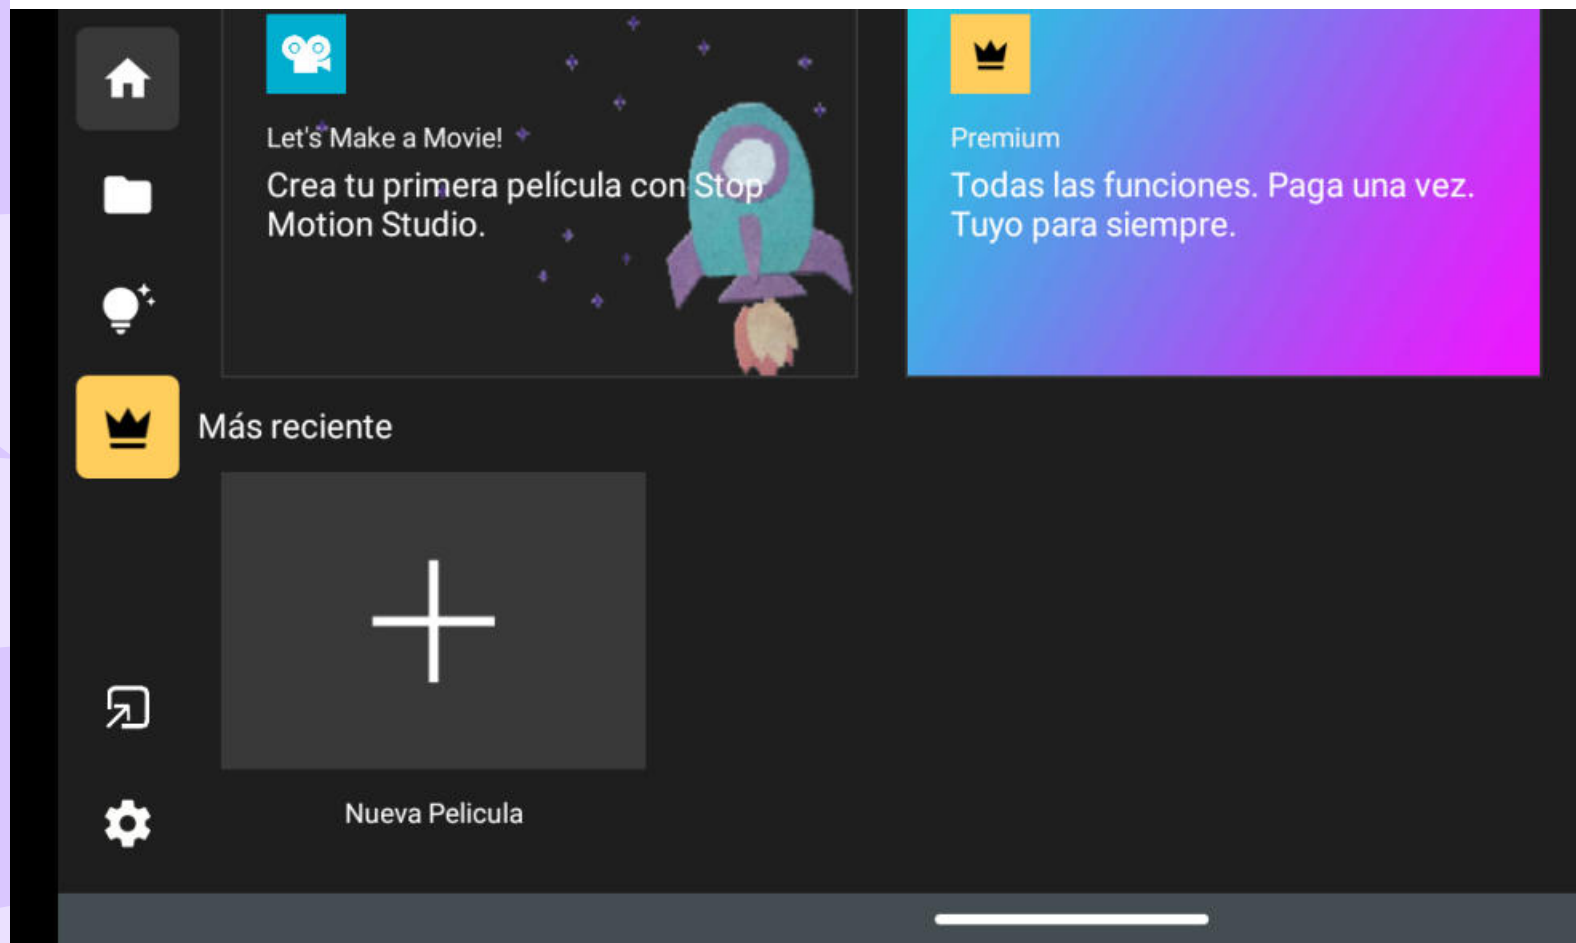 Let's Make a Movie!
Crea tu primera película con Stop
Motion Studio.
Premium
Todas las funciones. Paga una vez.
Tuyo para siempre.
Más reciente
Nueva Pelicula